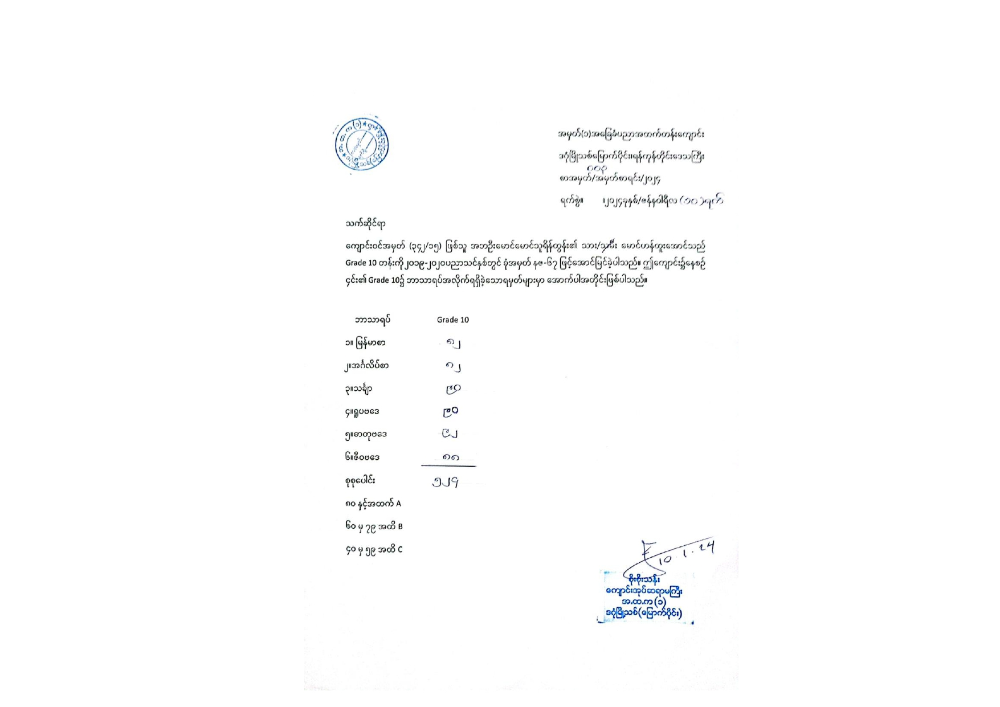 အ.ထ.က(၁)
အမှတ်(၁)အခြေခံပညာအထက်တန်းကျောင်း
ဒဂုံမြို့သစ်မြောက်ပိုင်း၊ရန်ကုန်တိုင်းဒေသကြီး
စာအမှတ်/အမှတ်စာရင်း/၂၀၂၄
ရက်စွဲ။ ။၂၀၂၄ခုနှစ်/ဇန်နဝါရီလ (၁၀)ရက်
သက်ဆိုင်ရာ
ကျောင်းဝင်အမှတ် (၃၄၂/၁၅) ဖြစ်သူ အဘဦးမောင်မောင်သူရိန်ထွန်း၏ သား/သမီး မောင်ဟန်ထူးအောင်သည်
Grade 10 တန်းကို၂၀၁၉-၂၀၂၀ပညာသင်နှစ်တွင် ခုံအမှတ် နဇ-၆၇ ဖြင့်အောင်မြင်ခဲ့ပါသည်။ ဤကျောင်း၌နေစဉ်
၄င်း၏ Grade 10၌ ဘာသာရပ်အလိုက်ရရှိခဲ့သောရမှတ်များမှာ အောက်ပါအတိုင်းဖြစ်ပါသည်။
ဘာသာရပ် Grade 10
၁။ မြန်မာစာ ၈၂
၂။အင်္ဂလိပ်စာ ၈၂
၃။သင်္ချာ ၉၀
၄။ရူပဗဒေ ၉၀
၅။ဓာတုဗဒေ ၉၂
၆။ဇီဝဗဒေ ၈၈
စုစုပေါင်း ၅၂၄
၈၀ နှင့်အထက် A
၆၀ မှ ၇၉ အထိ B
၄၀ မှ ၅၉ အထိ C
10.1.24
စိုးစိုးသန်း
ကျောင်းအုပ်ဆရာမကြီး
အ.ထ.က(၁)
ဒဂုံမြို့သစ်(မြောက်ပိုင်း)